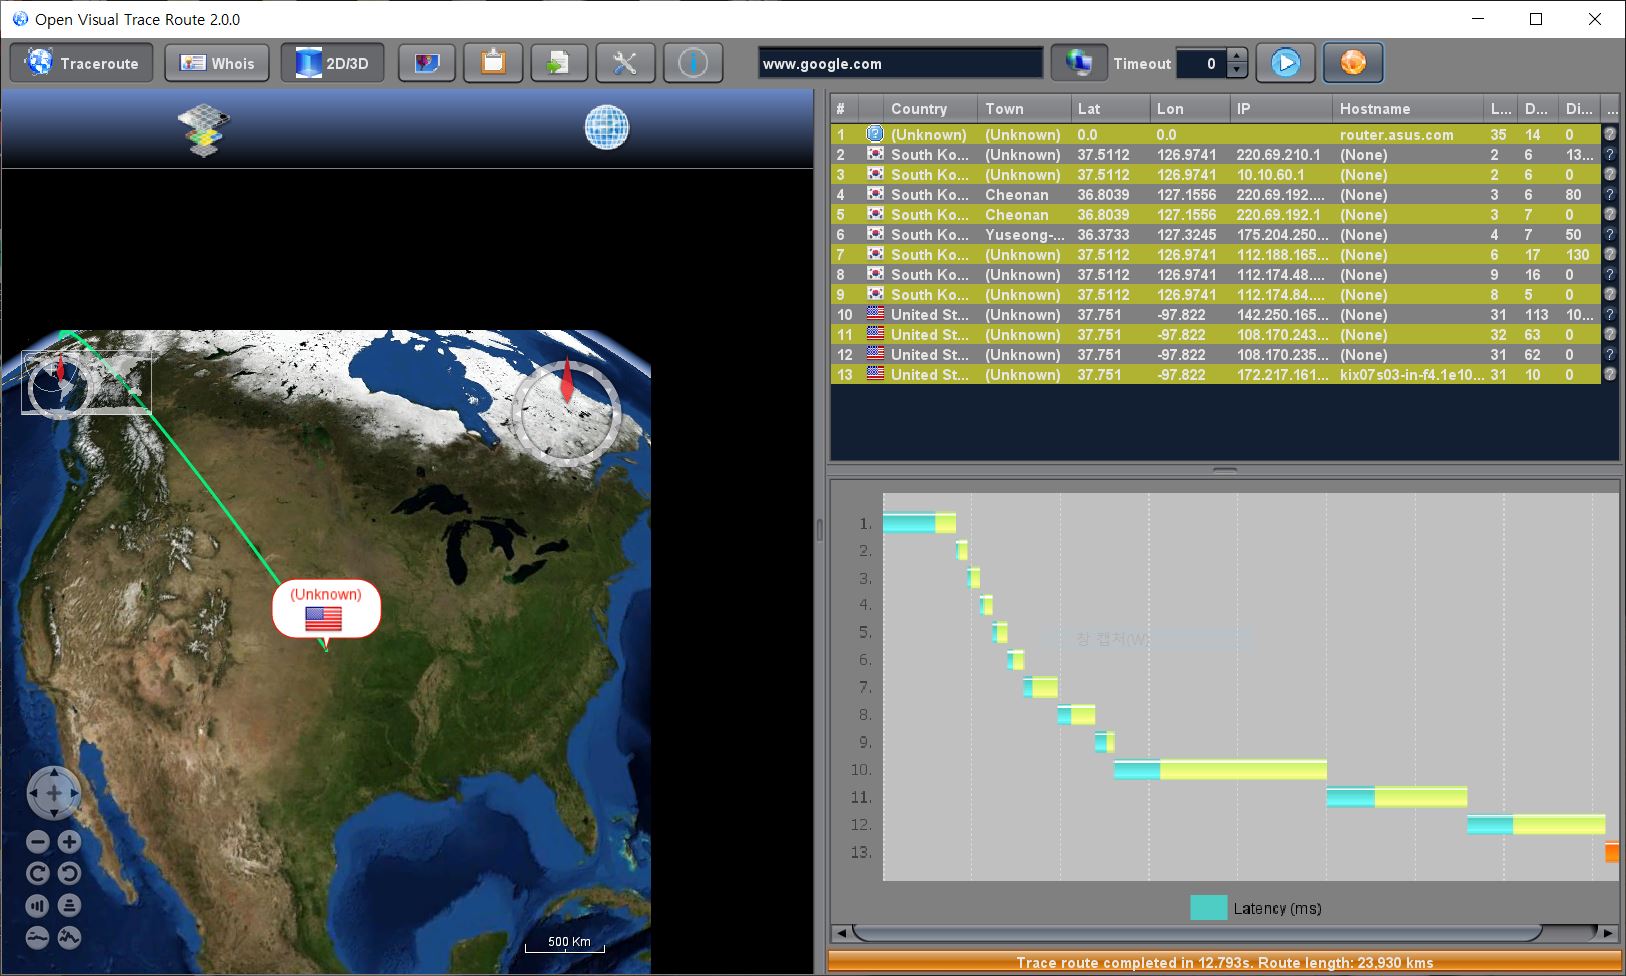 Open Visual Trace Route 2.0.0
Traceroute Whois 2D/3D www.google.com Timeout 0
# Country Town Lat Lon IP Hostname L... D... Di... ...
1 (Unknown) (Unknown) 0.0 0.0 router.asus.com 35 14 0
2 South Ko... (Unknown) 37.5112 126.9741 220.69.210.1 (None) 2 6 13...
3 South Ko... (Unknown) 37.5112 126.9741 10.10.60.1 (None) 2 6 0
4 South Ko... Cheonan 36.8039 127.1556 220.69.192.... (None) 3 6 80
5 South Ko... Cheonan 36.8039 127.1556 220.69.192.1 (None) 3 7 0
6 South Ko... Yuseong-... 36.3733 127.3245 175.204.250... (None) 4 7 50
7 South Ko... (Unknown) 37.5112 126.9741 112.188.165... (None) 6 17 130
8 South Ko... (Unknown) 37.5112 126.9741 112.174.48.... (None) 9 16 0
9 South Ko... (Unknown) 37.5112 126.9741 112.174.84.... (None) 8 5 0
10 United St... (Unknown) 37.751 -97.822 142.250.165... (None) 31 113 10...
11 United St... (Unknown) 37.751 -97.822 108.170.243... (None) 32 63 0
12 United St... (Unknown) 37.751 -97.822 108.170.235... (None) 31 62 0
13 United St... (Unknown) 37.751 -97.822 172.217.161... kix07s03-in-f4.1e10... 31 10 0
(Unknown)
500 Km
1.
2.
3.
4.
5.
창 캡처(W)
6.
7.
8.
9.
10.
11.
12.
13.
Latency (ms)
Trace route completed in 12.793s. Route length: 23,930 kms